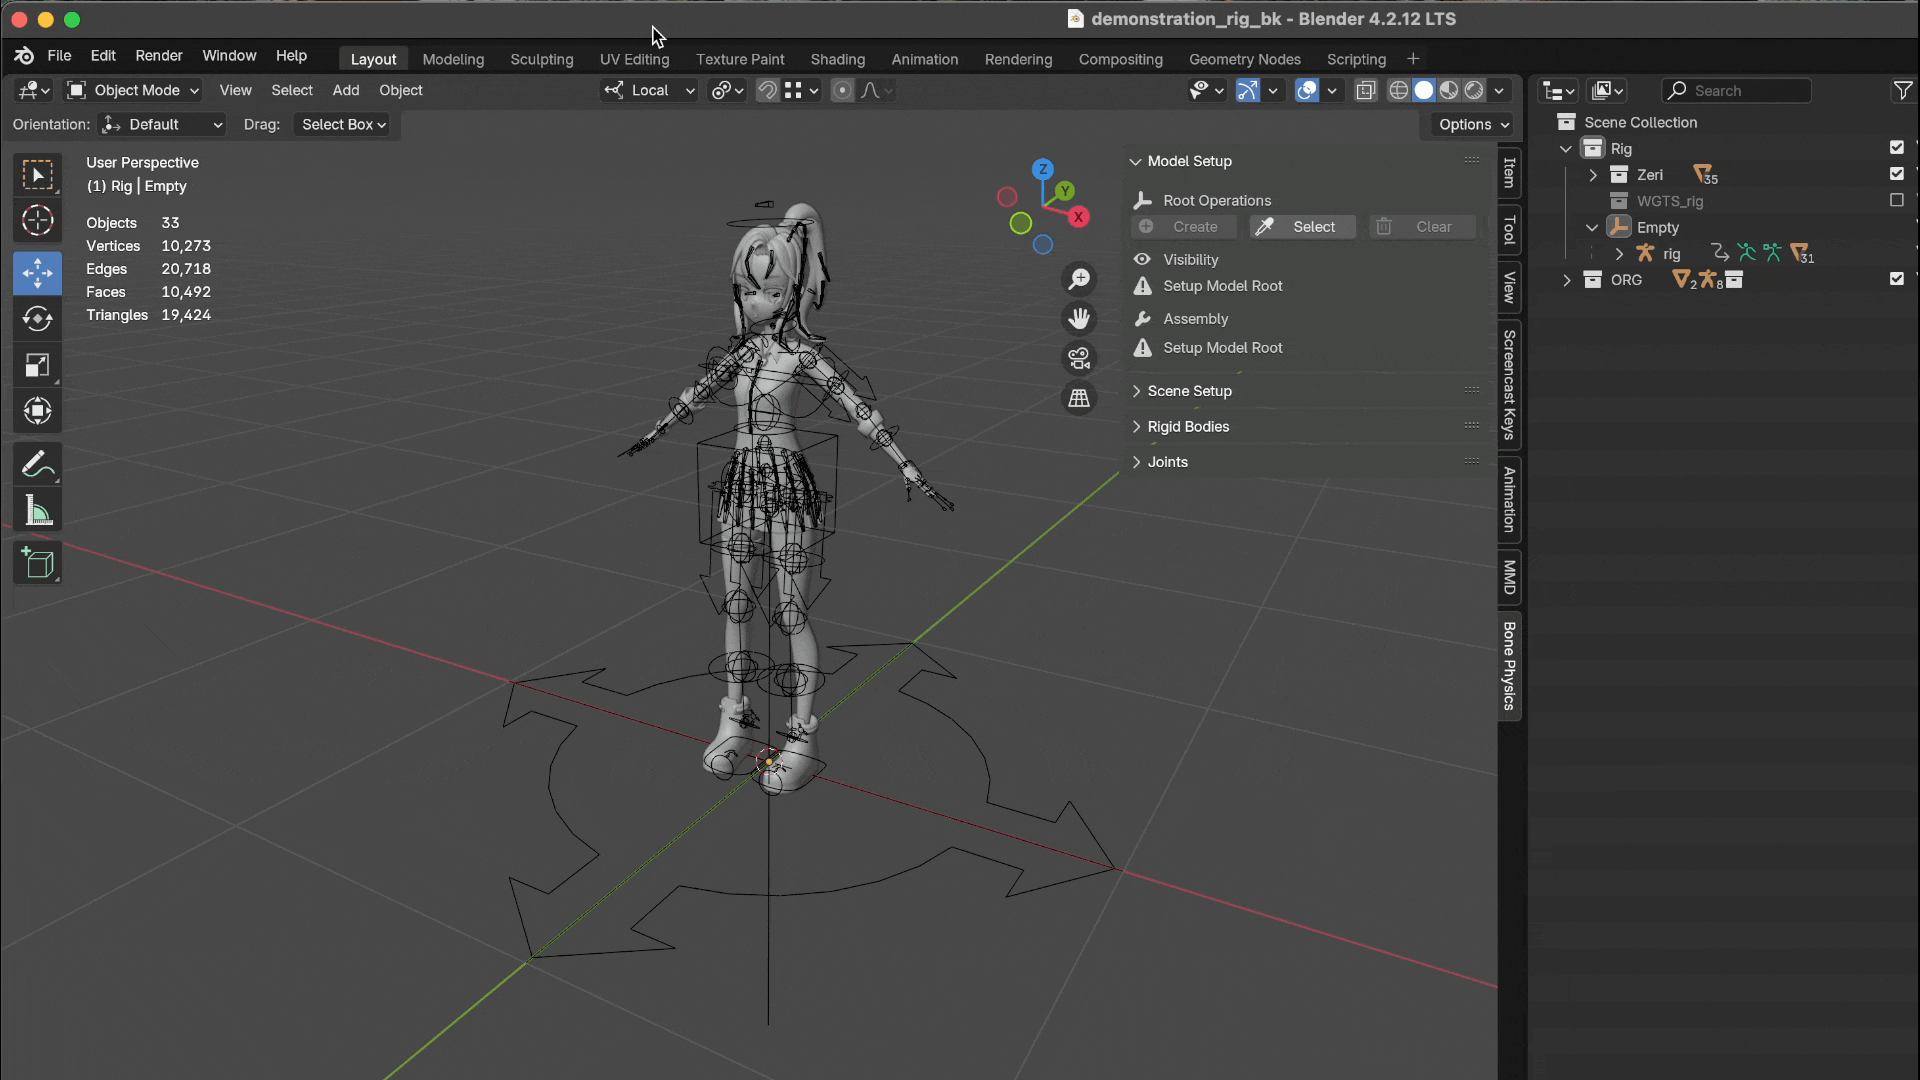 demonstration_rig_bk - Blender 4.2.12 LTS
File Edit Render Window Help Layout Modeling Sculpting UV Editing Texture Paint Shading Animation Rendering Compositing Geometry Nodes Scripting +
Object Mode View Select Add Object Local Search
Orientation: Default Drag: Select Box Options
User Perspective
(1) Rig | Empty
Objects 33
Vertices 10,273
Edges 20,718
Faces 10,492
Triangles 19,424
Z
Y
X
Model Setup
Root Operations
Create Select Clear
Visibility
Setup Model Root
Assembly
Setup Model Root
Scene Setup
Rigid Bodies
Joints
Item
Tool
View
Screencast Keys
Animation
MMD
Bone Physics
Scene Collection
Rig
Zeri 35
WGTS_rig
Empty
rig 31
ORG 2 8